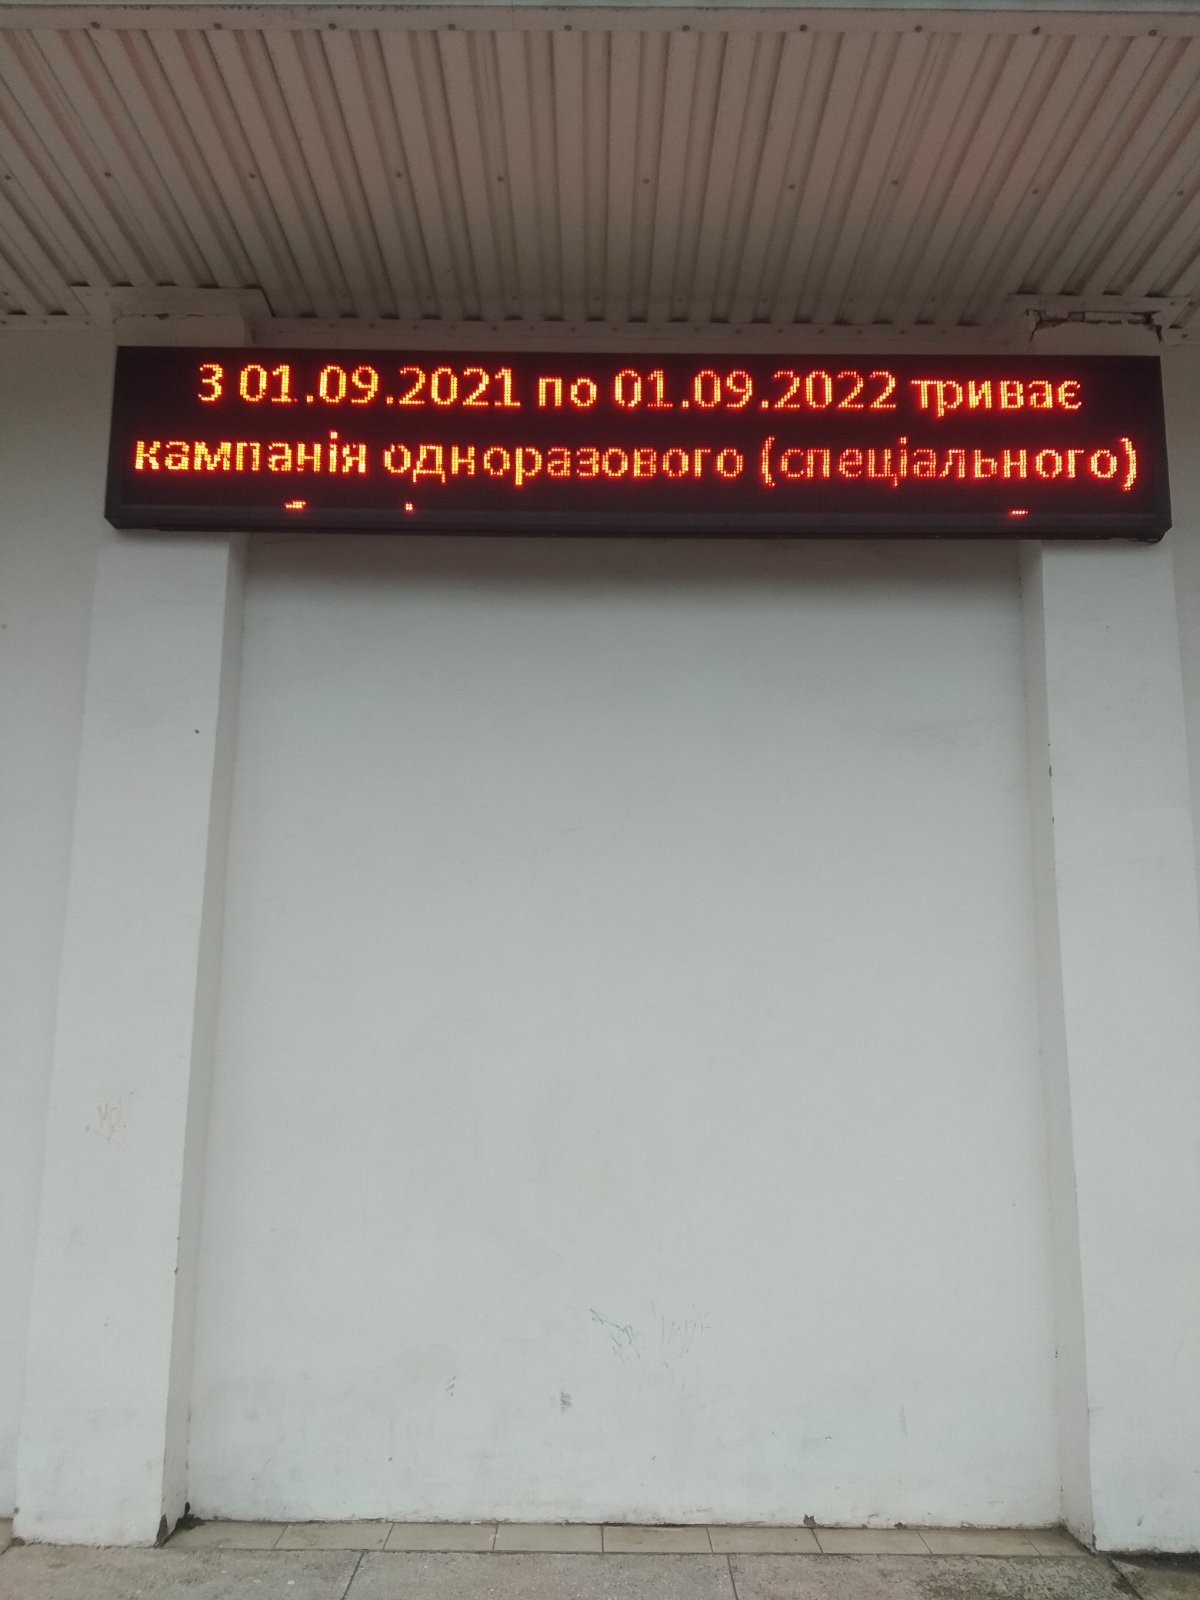 З 01.09.2021 по 01.09.2022 триває
кампанія одноразового (спеціального)